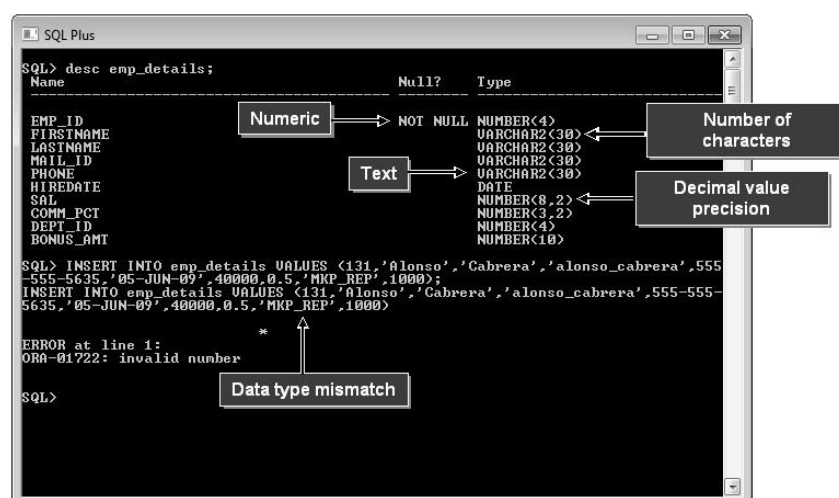 SQL Plus
SQL> desc emp_details;
Name Null? Type
EMP_ID NOT NULL NUMBER(4)
FIRSTNAME VARCHAR2(30)
LASTNAME VARCHAR2(30)
MAIL_ID VARCHAR2(30)
PHONE VARCHAR2(30)
HIREDATE DATE
SAL NUMBER(8,2)
COMM_PCT NUMBER(3,2)
DEPT_ID NUMBER(4)
BONUS_AMT NUMBER(10)
Numeric
Number of
characters
Text
Decimal value
precision
SQL> INSERT INTO emp_details VALUES (131,'Alonso','Cabrera','alonso_cabrera',555
-555-5635,'05-JUN-09',40000,0.5,'MKP_REP',1000);
INSERT INTO emp_details VALUES (131,'Alonso','Cabrera','alonso_cabrera',555-555-
5635,'05-JUN-09',40000,0.5,'MKP_REP',1000)
*
ERROR at line 1:
ORA-01722: invalid number
Data type mismatch
SQL>